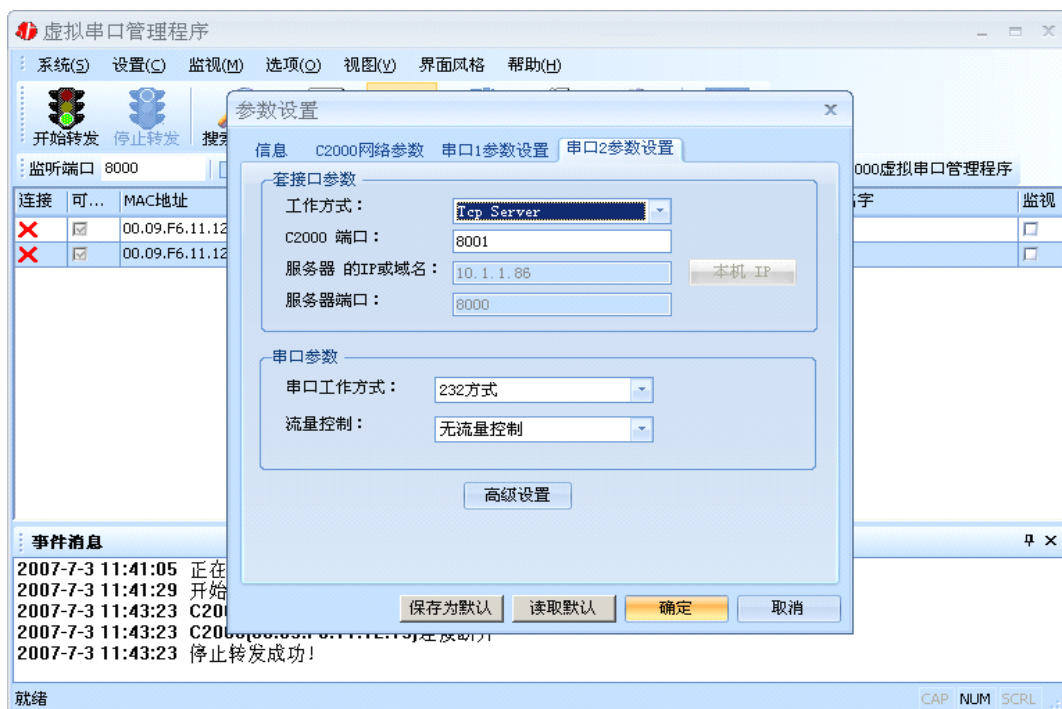 虚拟串口管理程序
系统(S) 设置(C) 监视(M) 选项(O) 视图(V) 界面风格 帮助(H)
开始转发 停止转发
监听端口 8000
000虚拟串口管理程序
连接 可... MAC地址 字 监视
00.09.F6.11.12
00.09.F6.11.12
参数设置
信息 C2000网络参数 串口1参数设置 串口2参数设置
套接口参数
工作方式： Tcp Server
C2000 端口： 8001
服务器 的IP或域名： 10.1.1.86 本机 IP
服务器端口： 8000
串口参数
串口工作方式： 232方式
流量控制： 无流量控制
高级设置
保存为默认 读取默认 确定 取消
事件消息
2007-7-3 11:41:05 正在
2007-7-3 11:41:29 开始
2007-7-3 11:43:23 C20
2007-7-3 11:43:23
2007-7-3 11:43:23 停止转发成功!
就绪 CAP NUM SCRL